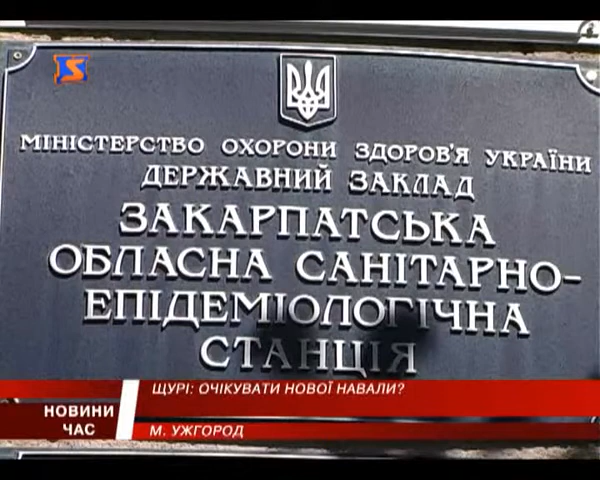 МІНІСТЕРСТВО ОХОРОНИ ЗДОРОВ'Я УКРАЇНИ
ДЕРЖАВНИЙ ЗАКЛАД
ЗАКАРПАТСЬКА
ОБЛАСНА САНІТАРНО-
ЕПІДЕМІОЛОГІЧНА
СТАНЦІЯ
ЩУРІ: ОЧІКУВАТИ НОВОЇ НАВАЛИ?
НОВИНИ
ЧАС
М. УЖГОРОД